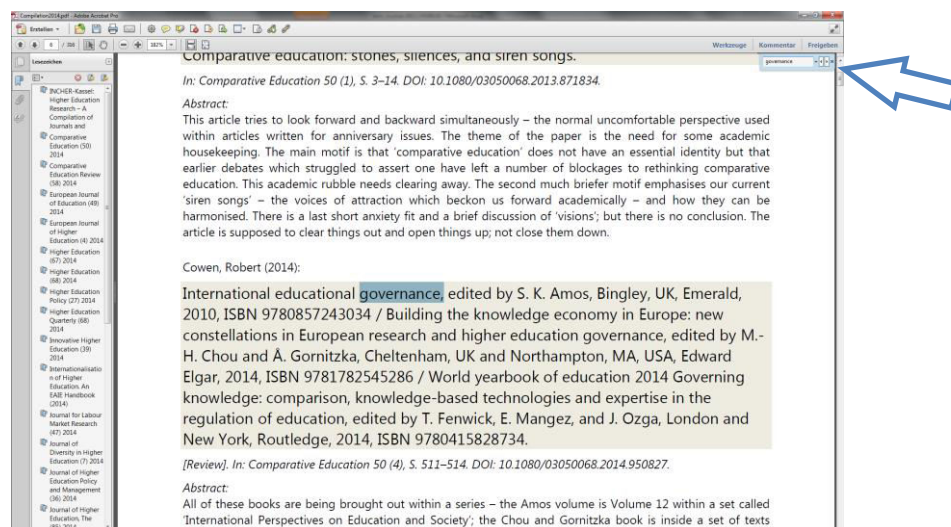 Compilation2014.pdf - Adobe Acrobat Pro
Erstellen
8 / 288 382%
Werkzeuge Kommentar Freigeben
Lesezeichen
governance
INCHER-Kassel:
Higher Education
Research – A
Compilation of
Journals and
Comparative
Education (50)
2014
Comparative
Education Review
(58) 2014
European Journal
of Education (49)
2014
European Journal
of Higher
Education (4) 2014
Higher Education
(67) 2014
Higher Education
(68) 2014
Higher Education
Policy (27) 2014
Higher Education
Quarterly (68)
2014
Innovative Higher
Education (39)
2014
Internationalisatio
n of Higher
Education. An
EAIE Handbook
(2014)
Journal for Labour
Market Research
(47) 2014
Journal of
Diversity in Higher
Education (7) 2014
Journal of Higher
Education Policy
and Management
(36) 2014
Journal of Higher
Education, The
(85) 2014
Comparative education: stones, silences, and siren songs.
In: Comparative Education 50 (1), S. 3–14. DOI: 10.1080/03050068.2013.871834.
Abstract:
This article tries to look forward and backward simultaneously – the normal uncomfortable perspective used
within articles written for anniversary issues. The theme of the paper is the need for some academic
housekeeping. The main motif is that 'comparative education' does not have an essential identity but that
earlier debates which struggled to assert one have left a number of blockages to rethinking comparative
education. This academic rubble needs clearing away. The second much briefer motif emphasises our current
'siren songs' – the voices of attraction which beckon us forward academically – and how they can be
harmonised. There is a last short anxiety fit and a brief discussion of 'visions'; but there is no conclusion. The
article is supposed to clear things out and open things up; not close them down.
Cowen, Robert (2014):
International educational governance, edited by S. K. Amos, Bingley, UK, Emerald,
2010, ISBN 9780857243034 / Building the knowledge economy in Europe: new
constellations in European research and higher education governance, edited by M.-
H. Chou and Å. Gornitzka, Cheltenham, UK and Northampton, MA, USA, Edward
Elgar, 2014, ISBN 9781782545286 / World yearbook of education 2014 Governing
knowledge: comparison, knowledge-based technologies and expertise in the
regulation of education, edited by T. Fenwick, E. Mangez, and J. Ozga, London and
New York, Routledge, 2014, ISBN 9780415828734.
[Review]. In: Comparative Education 50 (4), S. 511–514. DOI: 10.1080/03050068.2014.950827.
Abstract:
All of these books are being brought out within a series – the Amos volume is Volume 12 within a set called
'International Perspectives on Education and Society'; the Chou and Gornitzka book is inside a set of texts